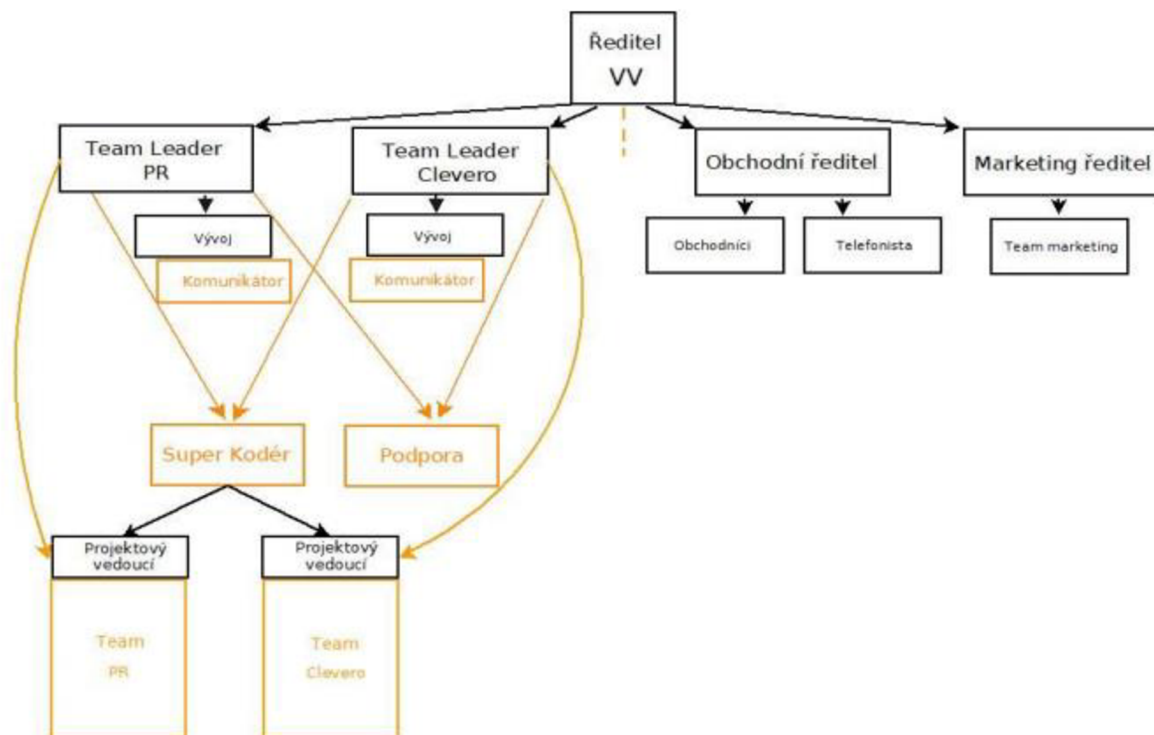 Ředitel
VV
Team Leader
PR
Team Leader
Clevero
Obchodní ředitel
Marketing ředitel
Vývoj
Vývoj
Obchodníci
Telefonista
Team marketing
Komunikátor
Komunikátor
Super Kodér
Podpora
Projektový
vedoucí
Projektový
vedoucí
Team
PR
Team
Clevero